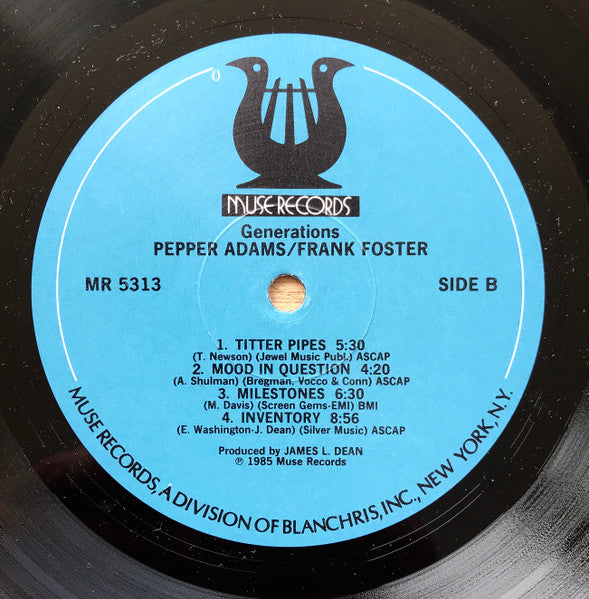 MUSE RECORDS
Generations
PEPPER ADAMS/FRANK FOSTER
MR 5313
SIDE B
1. TITTER PIPES 5:30
(T. Newson) (Jewel Music Publ.) ASCAP
2. MOOD IN QUESTION 4:20
(A. Shulman) (Bregman, Vocco & Conn) ASCAP
3. MILESTONES 6:30
(M. Davis) (Screen Gems-EMI) BMI
4. INVENTORY 8:56
(E. Washington-J. Dean) (Silver Music) ASCAP
Produced by JAMES L. DEAN
℗ 1985 Muse Records
MUSE RECORDS, A DIVISION OF BLANCHRIS, INC., NEW YORK, N.Y.